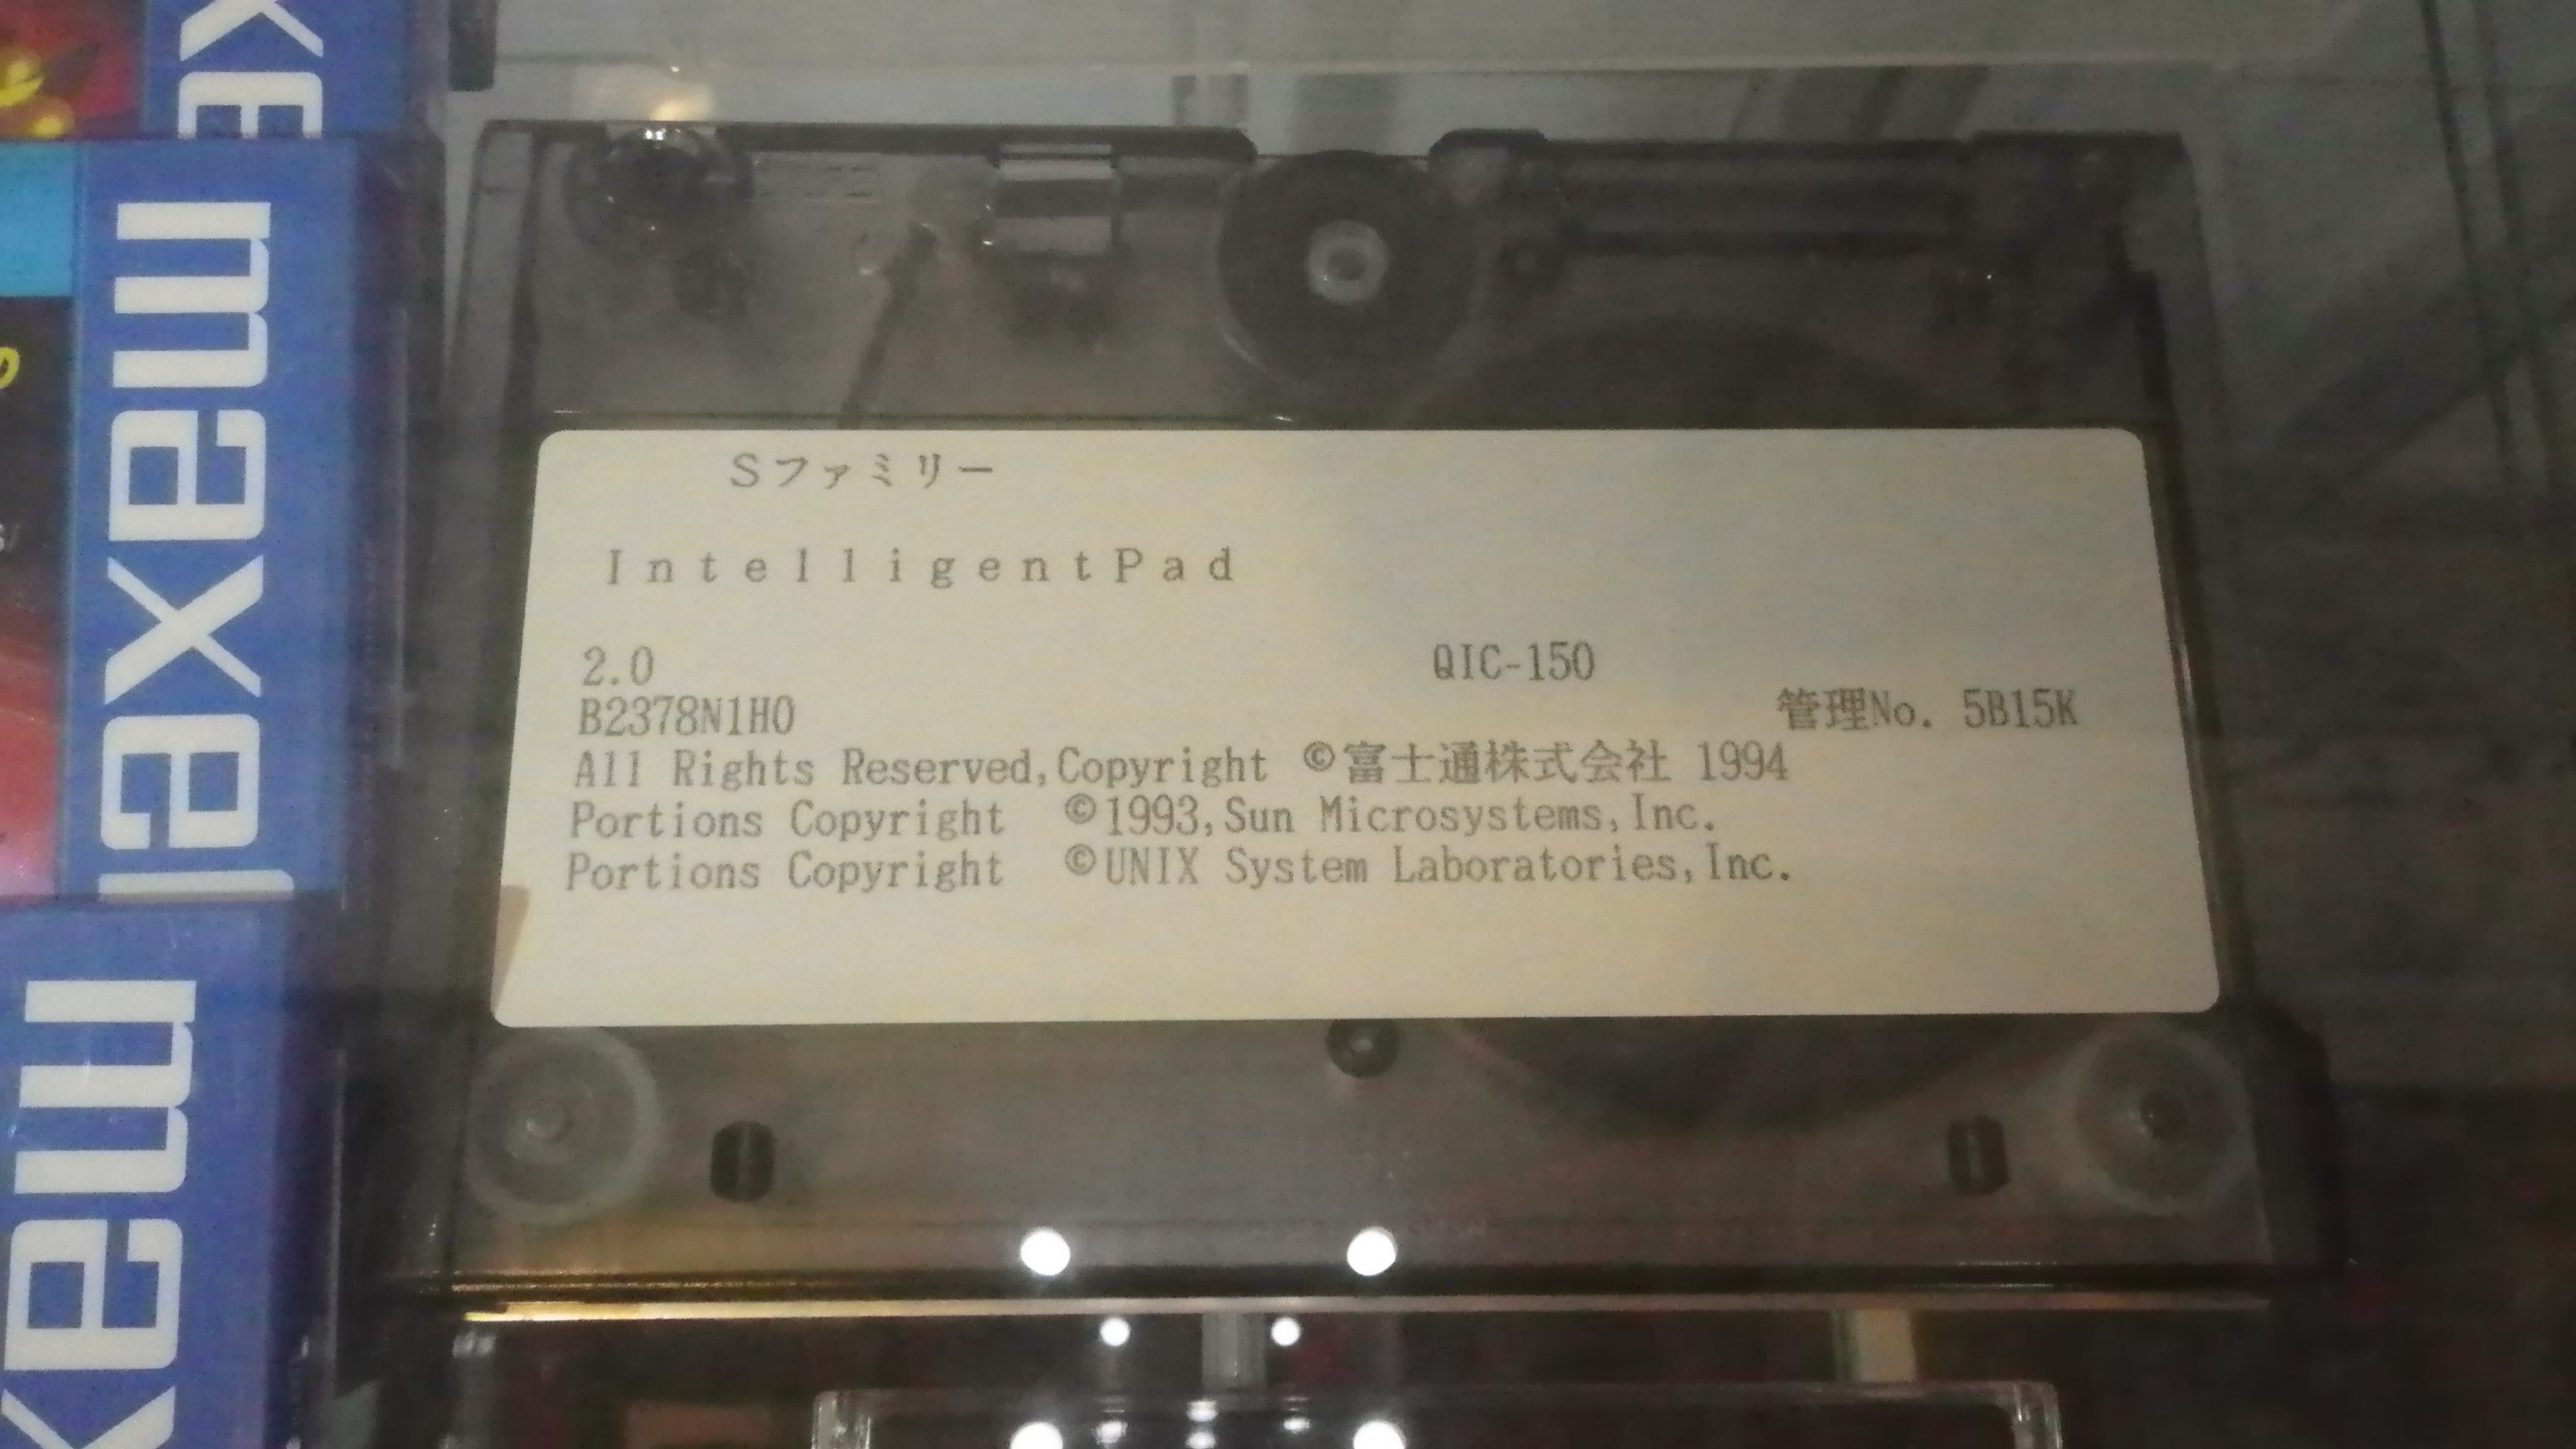 Sファミリー
IntelligentPad
2.0 QIC-150
B2378N1H0 管理No. 5B15K
All Rights Reserved,Copyright ©富士通株式会社 1994
Portions Copyright ©1993,Sun Microsystems,Inc.
Portions Copyright ©UNIX System Laboratories,Inc.
maxell
maxe
xe